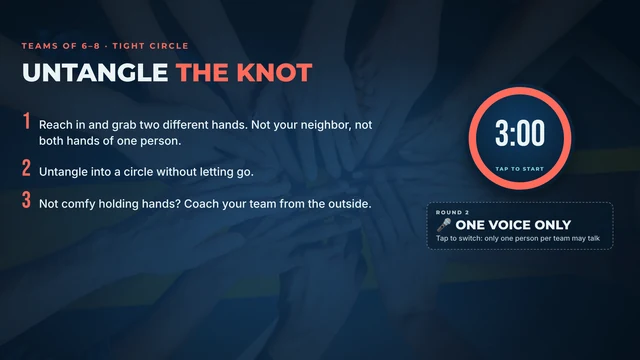 TEAMS OF 6–8 · TIGHT CIRCLE
UNTANGLE THE KNOT
1 Reach in and grab two different hands. Not your neighbor, not
both hands of one person.
2 Untangle into a circle without letting go.
3 Not comfy holding hands? Coach your team from the outside.
3:00
TAP TO START
ROUND 2
🎤 ONE VOICE ONLY
Tap to switch: only one person per team may talk